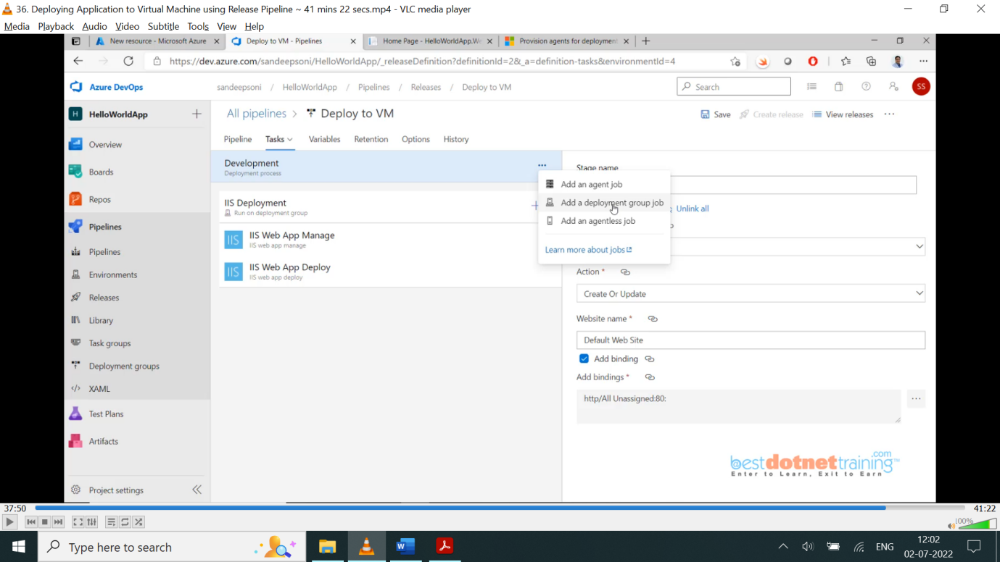 36. Deploying Application to Virtual Machine using Release Pipeline ~ 41 mins 22 secs.mp4 - VLC media player
Media Playback Audio Video Subtitle Tools View Help
New resource - Microsoft Azure
Deploy to VM - Pipelines
Home Page - HelloWorldApp.We
Provision agents for deployment
https://dev.azure.com/sandeepsoni/HelloWorldApp/_releaseDefinition?definitionId=2&_a=definition-tasks&environmentId=4
Azure DevOps
sandeepsoni / HelloWorldApp / Pipelines / Releases / Deploy to VM
Search
SS
H HelloWorldApp
All pipelines > Deploy to VM
Save
Create release
View releases
Overview
Boards
Repos
Pipelines
Pipelines
Environments
Releases
Library
Task groups
Deployment groups
XAML
Test Plans
Artifacts
Project settings
Pipeline Tasks Variables Retention Options History
Development
Deployment process
IIS Deployment
Run on deployment group
IIS
IIS Web App Manage
IIS web app manage
IIS
IIS Web App Deploy
IIS web app deploy
Add an agent job
Add a deployment group job
Add an agentless job
Learn more about jobs
Stage name
Unlink all
Action *
Create Or Update
Website name *
Default Web Site
Add binding
Add bindings *
http/All Unassigned:80:
...
bestdotnettraining.com™
Enter to Learn, Exit to Earn
37:50
41:22
100%
Type here to search
W
ENG
12:02
02-07-2022